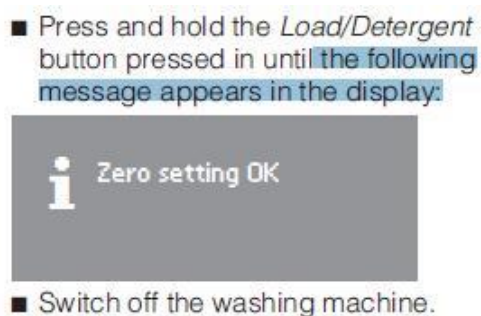 ■ Press and hold the Load/Detergent
button pressed in until the following
message appears in the display:
Zero setting OK
■ Switch off the washing machine.